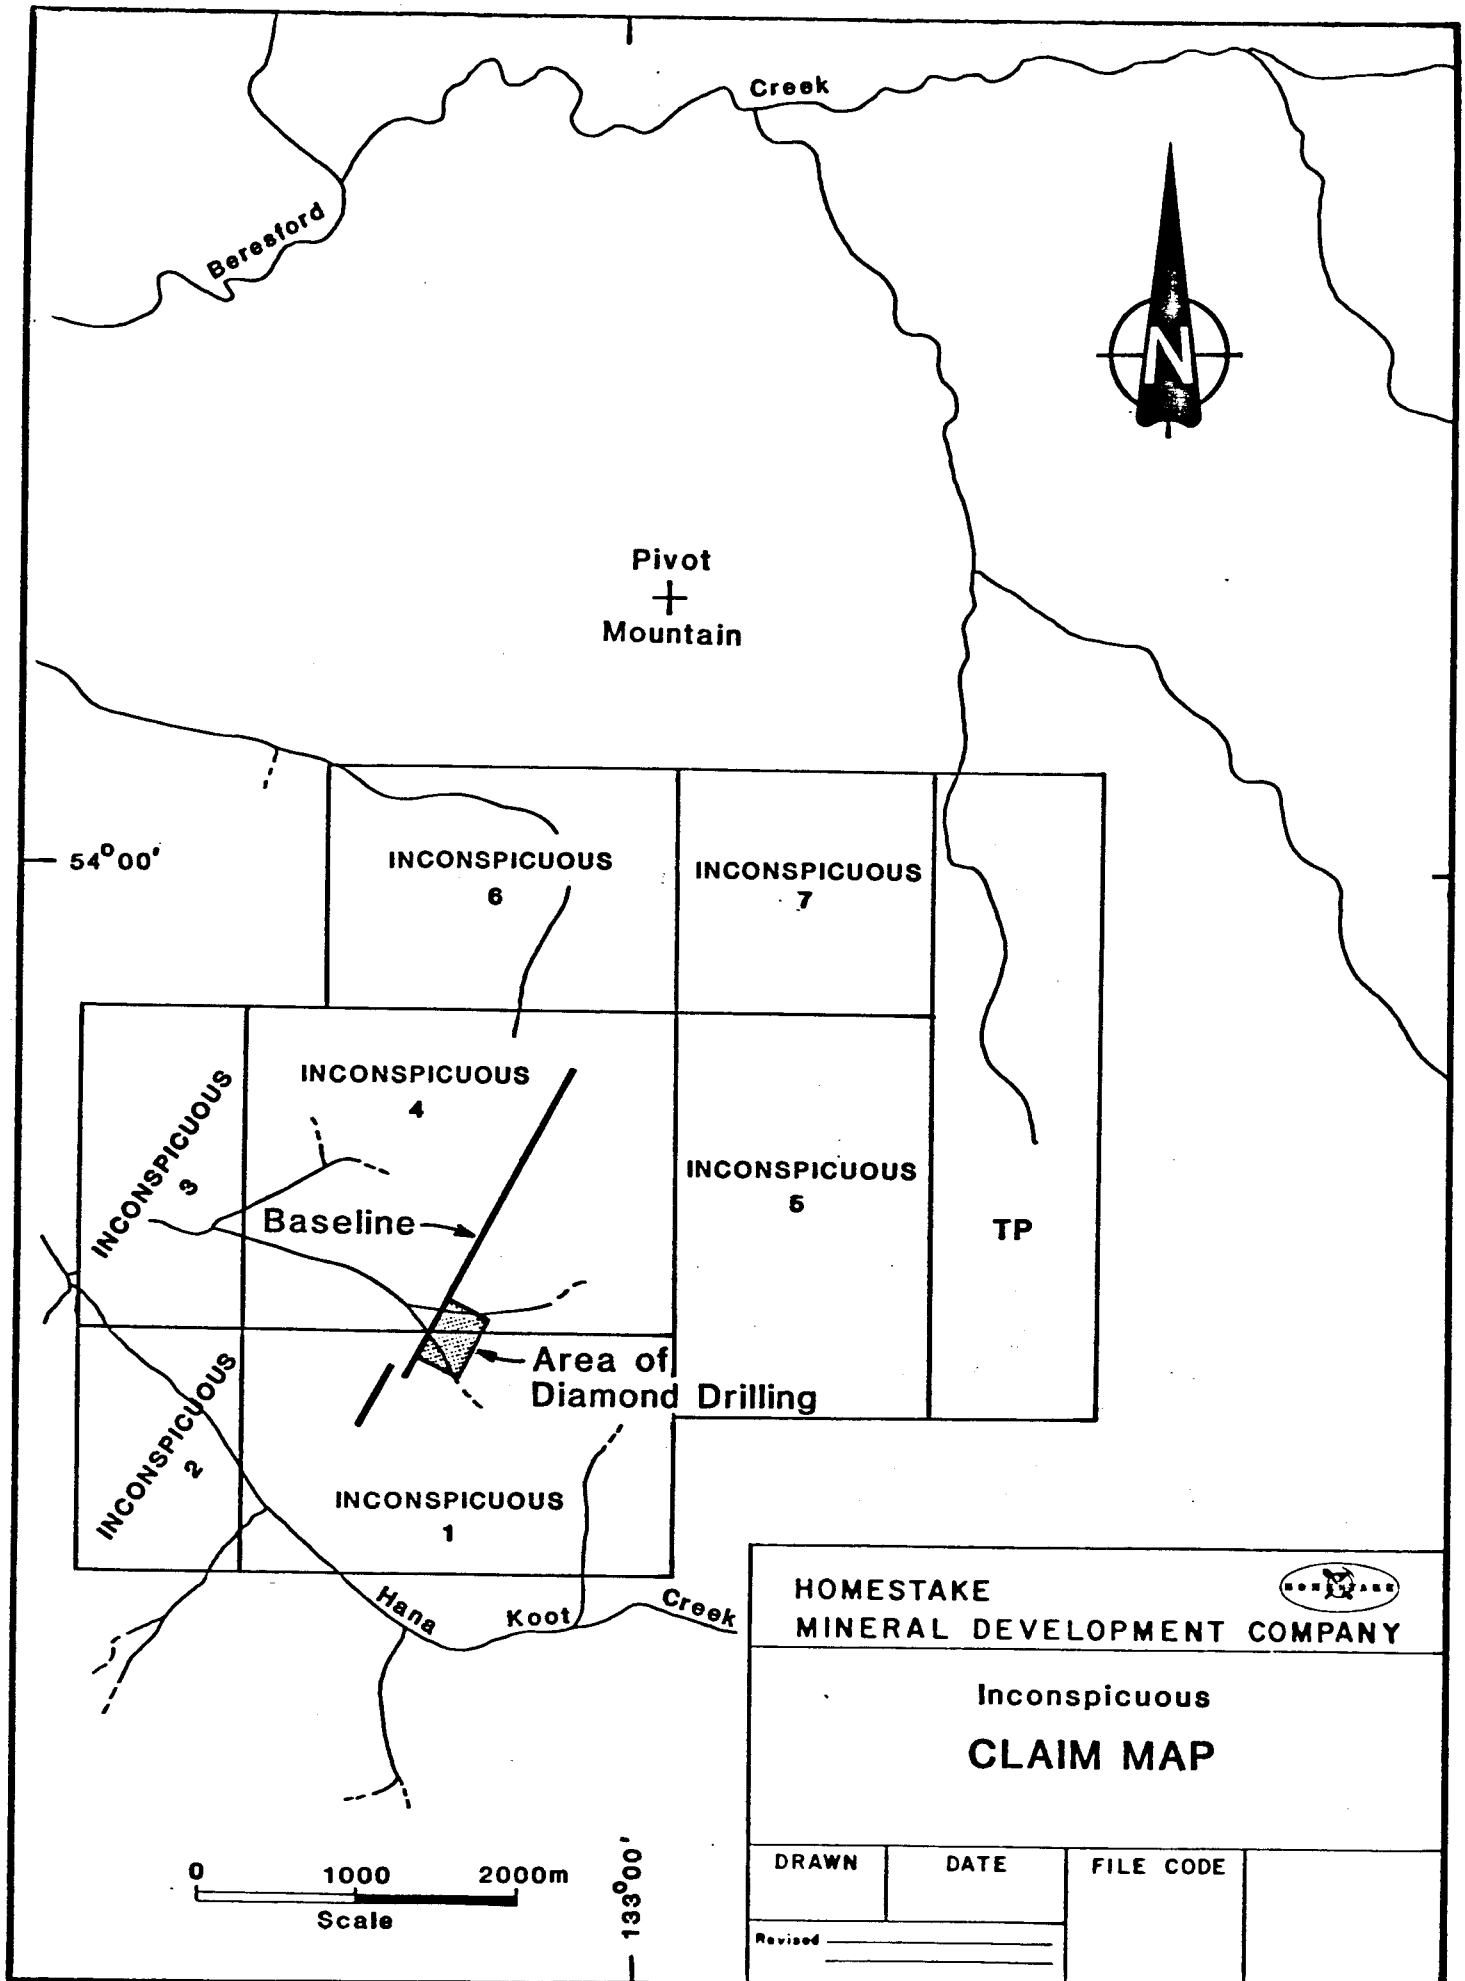 Creek
Beresford
N
Pivot
Mountain
54°00'
INCONSPICUOUS
6
INCONSPICUOUS
7
INCONSPICUOUS
3
INCONSPICUOUS
4
INCONSPICUOUS
5
Baseline
TP
Area of
Diamond Drilling
INCONSPICUOUS
2
INCONSPICUOUS
1
Hana Koot Creek
HOMESTAKE
HOMESTAKE
MINERAL DEVELOPMENT COMPANY
Inconspicuous
CLAIM MAP
DRAWN DATE FILE CODE
Revised
0 1000 2000m
Scale
133°00'